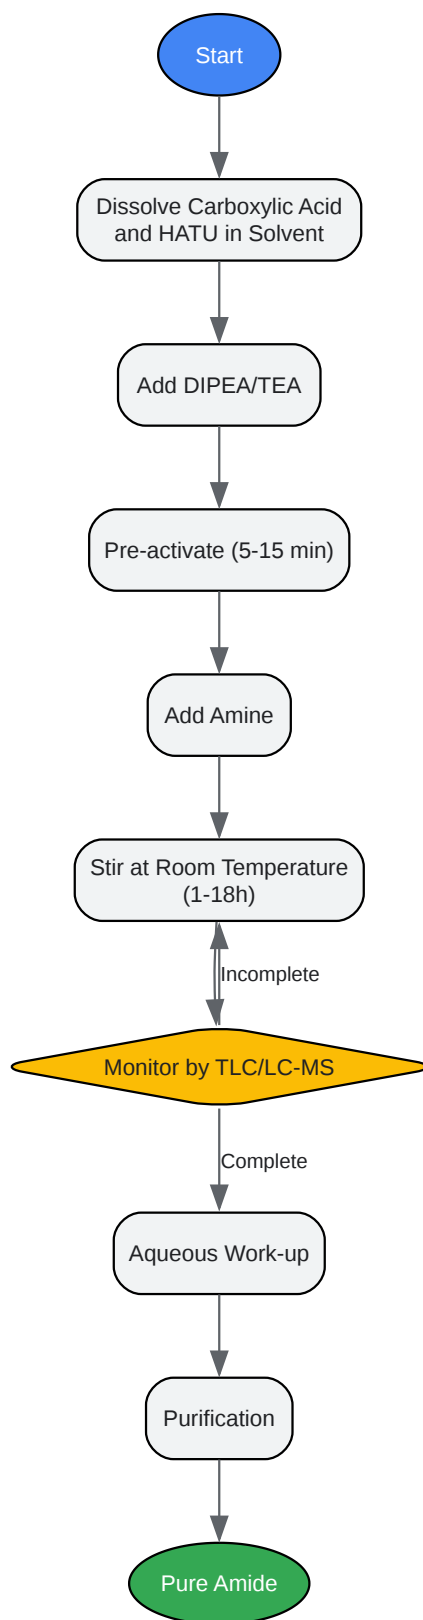 Start
Dissolve Carboxylic Acid
and HATU in Solvent
Add DIPEA/TEA
Pre-activate (5-15 min)
Add Amine
Stir at Room Temperature
(1-18h)
Incomplete
Monitor by TLC/LC-MS
Complete
Aqueous Work-up
Purification
Pure Amide